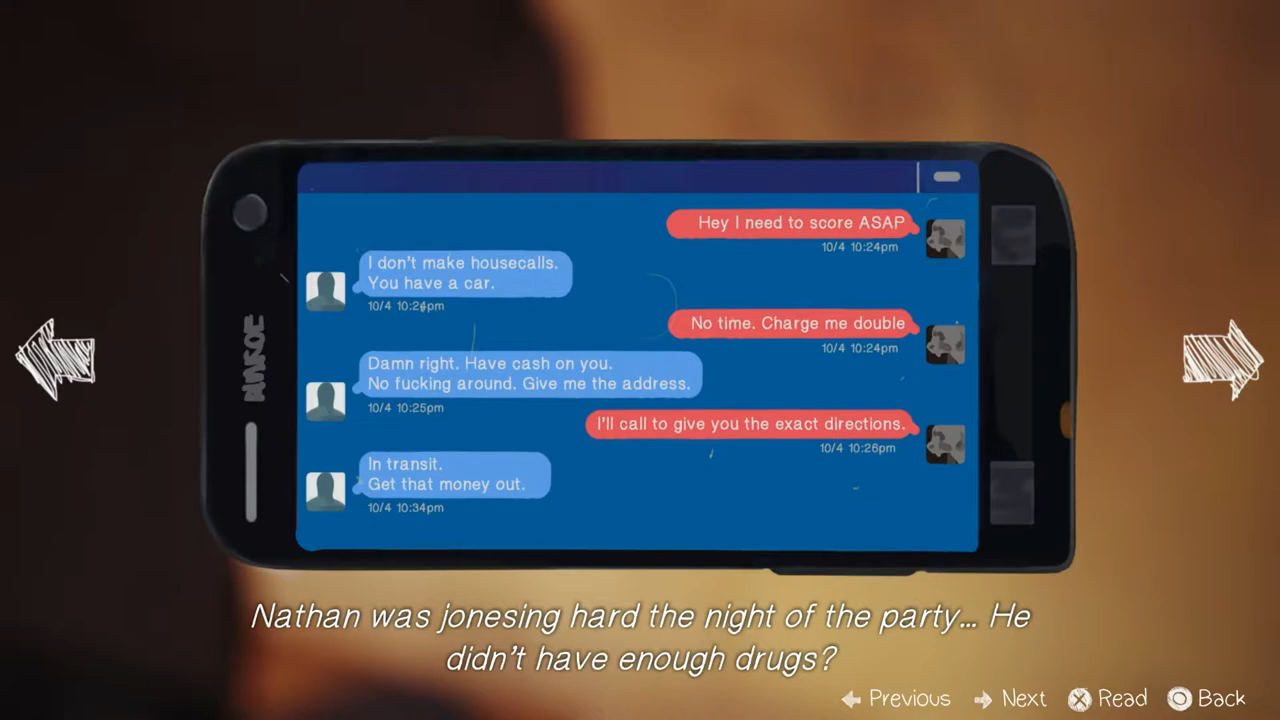 Hey I need to score ASAP
10/4 10:24pm
I don't make housecalls.
You have a car.
10/4 10:24pm
No time. Charge me double
10/4 10:24pm
Damn right. Have cash on you.
No fucking around. Give me the address.
10/4 10:25pm
I'll call to give you the exact directions.
10/4 10:26pm
In transit.
Get that money out.
10/4 10:34pm
Nathan was jonesing hard the night of the party... He
didn't have enough drugs?
Previous Next Read Back